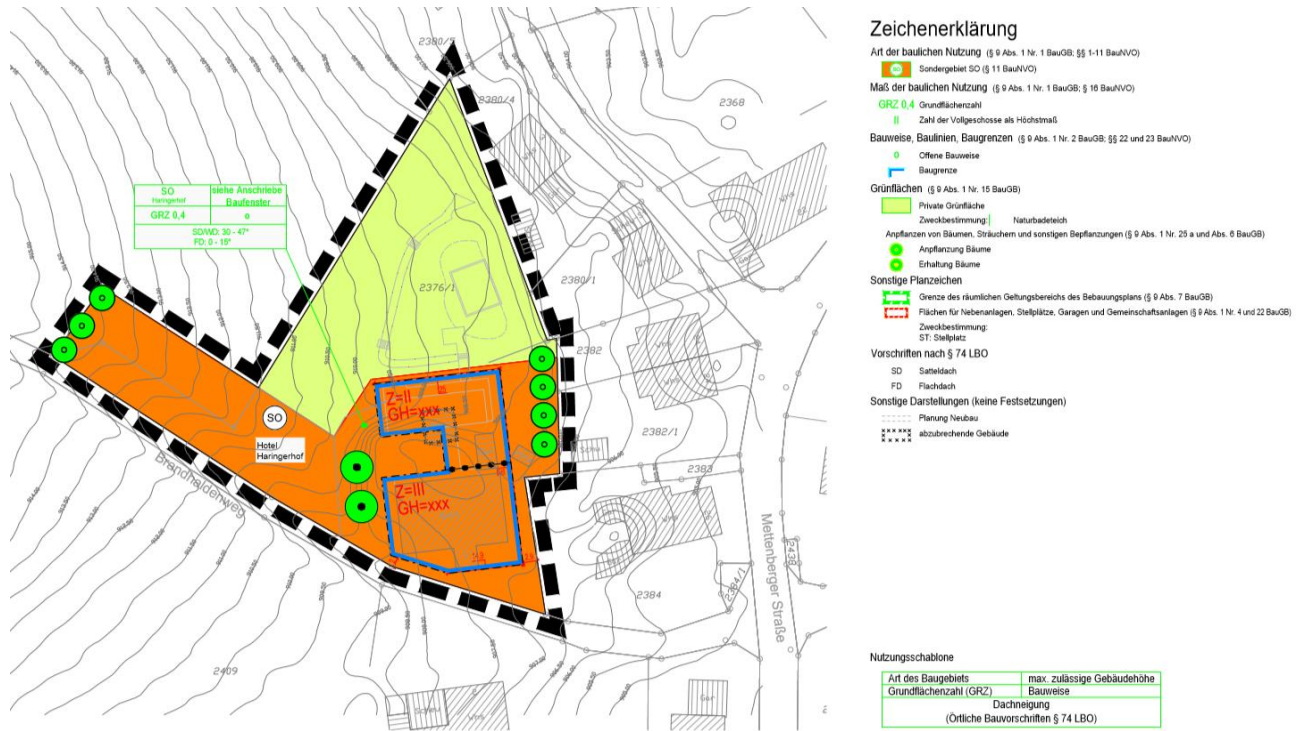 2380/5
2380/4
2368
SO
Haringerhof
siehe Anschriebe
Baufenster
GRZ 0,4
o
SD/WD: 30 - 47°
FD: 0 - 15°
2376/1
2380/1
2382
Z=II
GH=xxx
SO
Hotel
Haringerhof
2382/1
2383
Z=III
GH=xxx
Brandhaldenweg
Mettenberger Straße
2438
2384/1
2384
2409
Zeichenerklärung
Art der baulichen Nutzung (§ 9 Abs. 1 Nr. 1 BauGB; §§ 1-11 BauNVO)
Sondergebiet SO (§ 11 BauNVO)
Maß der baulichen Nutzung (§ 9 Abs. 1 Nr. 1 BauGB; § 16 BauNVO)
GRZ 0,4 Grundflächenzahl
II Zahl der Vollgeschosse als Höchstmaß
Bauweise, Baulinien, Baugrenzen (§ 9 Abs. 1 Nr. 2 BauGB; §§ 22 und 23 BauNVO)
o Offene Bauweise
Baugrenze
Grünflächen (§ 9 Abs. 1 Nr. 15 BauGB)
Private Grünfläche
Zweckbestimmung: Naturbadeteich
Anpflanzen von Bäumen, Sträuchern und sonstigen Bepflanzungen (§ 9 Abs. 1 Nr. 25 a und Abs. 6 BauGB)
Anpflanzung Bäume
Erhaltung Bäume
Sonstige Planzeichen
Grenze des räumlichen Geltungsbereichs des Bebauungsplans (§ 9 Abs. 7 BauGB)
Flächen für Nebenanlagen, Stellplätze, Garagen und Gemeinschaftsanlagen (§ 9 Abs. 1 Nr. 4 und 22 BauGB)
Zweckbestimmung:
ST: Stellplatz
Vorschriften nach § 74 LBO
SD Satteldach
FD Flachdach
Sonstige Darstellungen (keine Festsetzungen)
Planung Neubau
abzubrechende Gebäude
Nutzungsschablone
Art des Baugebiets max. zulässige Gebäudehöhe
Grundflächenzahl (GRZ) Bauweise
Dachneigung
(Örtliche Bauvorschriften § 74 LBO)